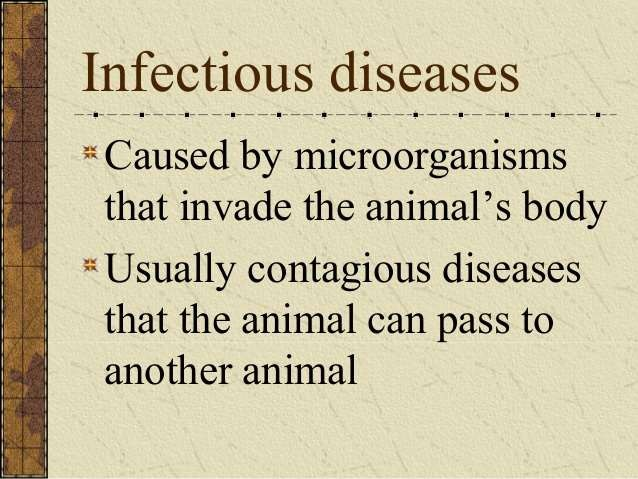 Infectious diseases
Caused by microorganisms
that invade the animal’s body
Usually contagious diseases
that the animal can pass to
another animal